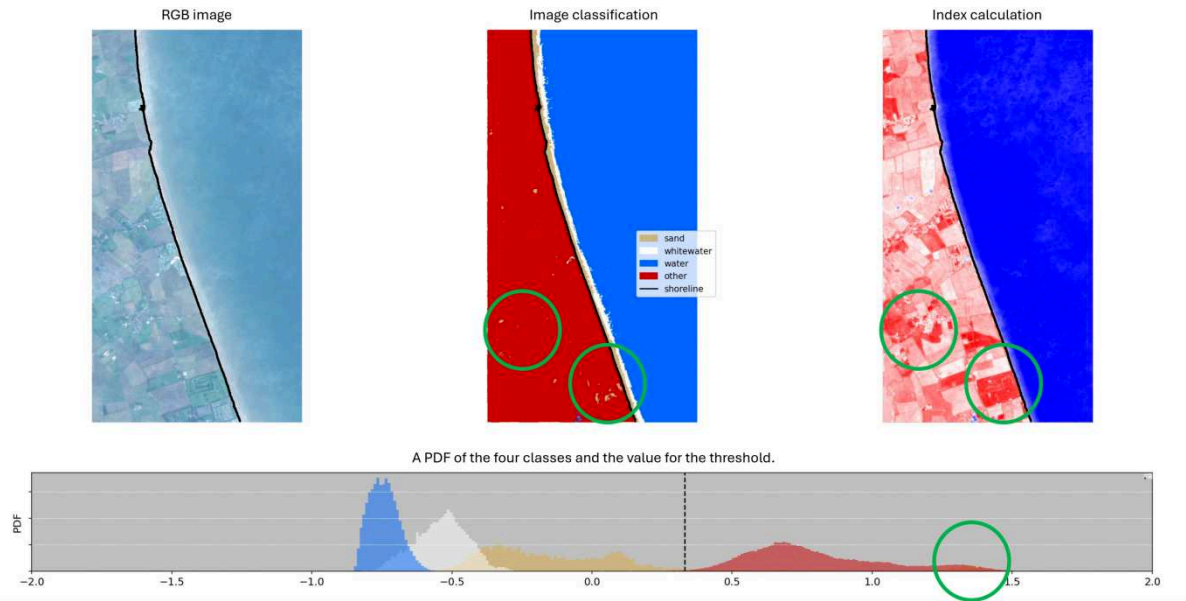 RGB image
Image classification
Index calculation
sand
whitewater
water
other
shoreline
A PDF of the four classes and the value for the threshold.
PDF
-2.0
-1.5
-1.0
-0.5
0.0
0.5
1.0
1.5
2.0